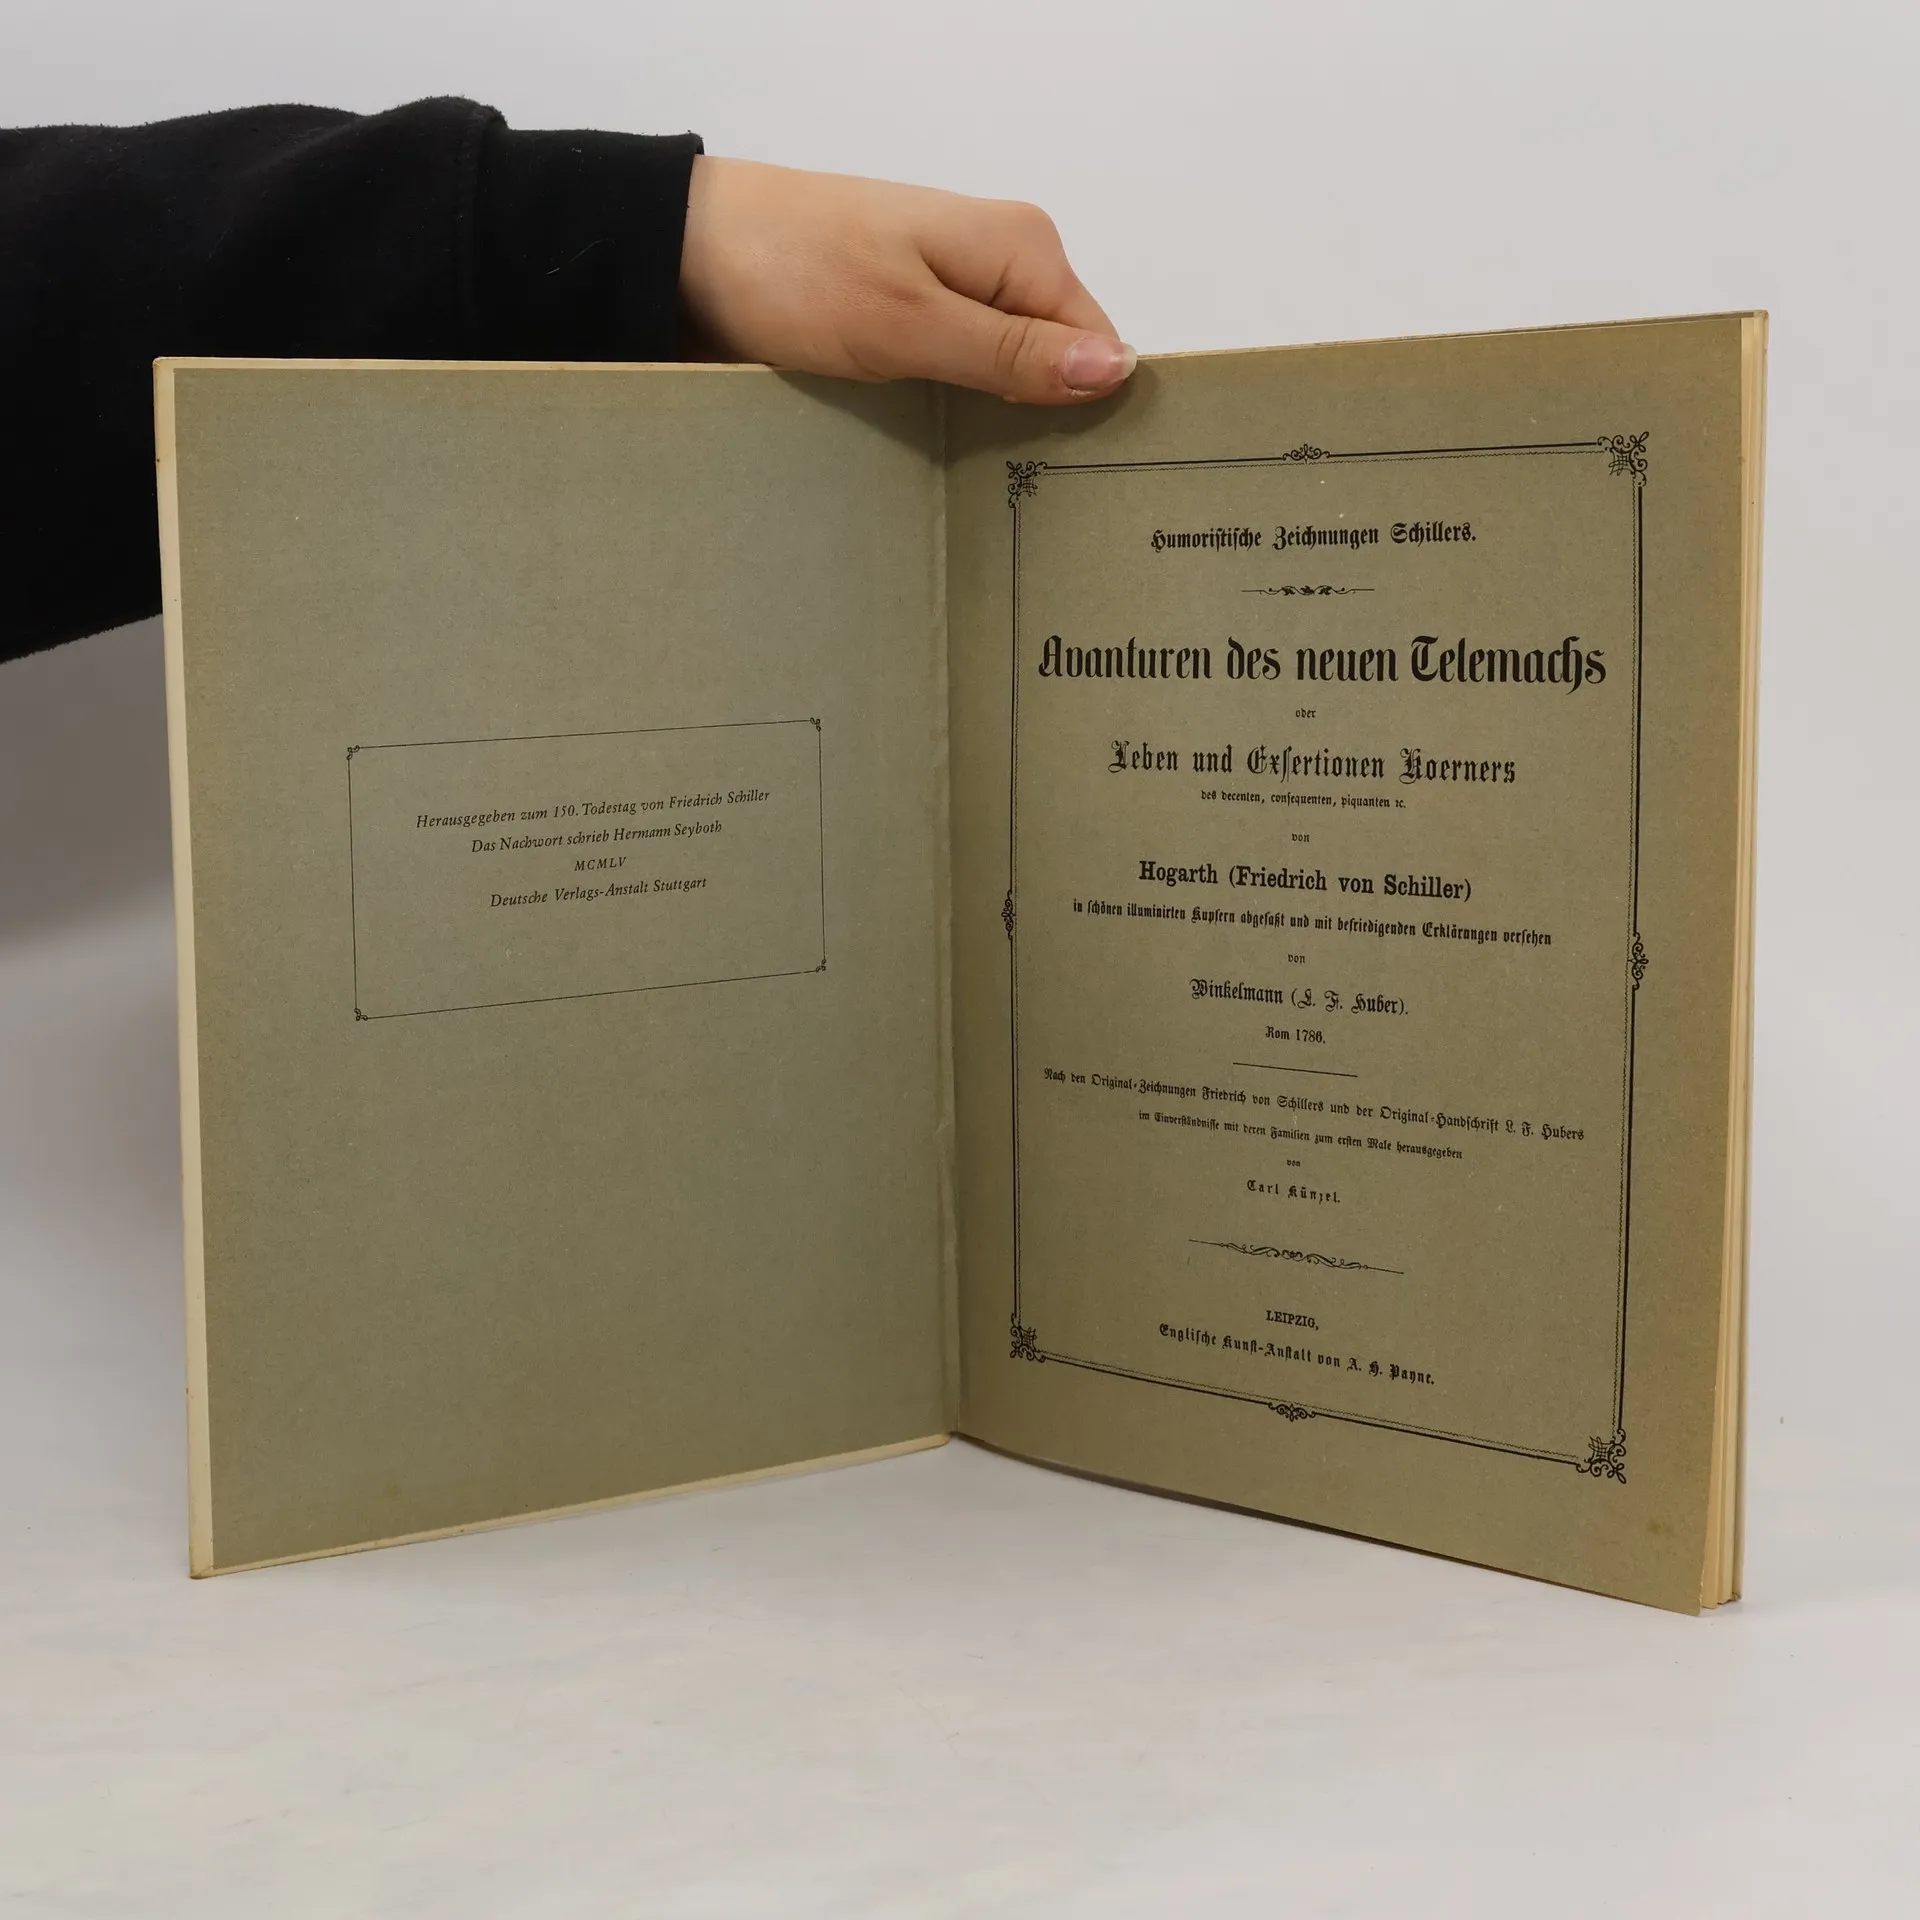 Herausgegeben zum 150. Todestag von Friedrich Schiller
Das Nachwort schrieb Hermann Seyboth
MCMLV
Deutsche Verlags-Anstalt Stuttgart
Humoriſtiſche Zeichnungen Schillers.
Avanturen des neuen Telemachs
oder
Leben und Exſertionen Koerners
des decenten, conſequenten, piquanten ꝛc.
von
Hogarth (Friedrich von Schiller)
in ſchönen illuminirten Kupfern abgefaßt und mit befriedigenden Erklärungen verſehen
von
Winkelmann (L. F. Huber).
Rom 1786.
Nach den Original-Zeichnungen Friedrich von Schillers und der Original-Handſchrift L. F. Hubers
im Einverſtändniſſe mit deren Familien zum erſten Male herausgegeben
von
Carl Künzel.
LEIPZIG,
Engliſche Kunſt-Anſtalt von A. H. Payne.